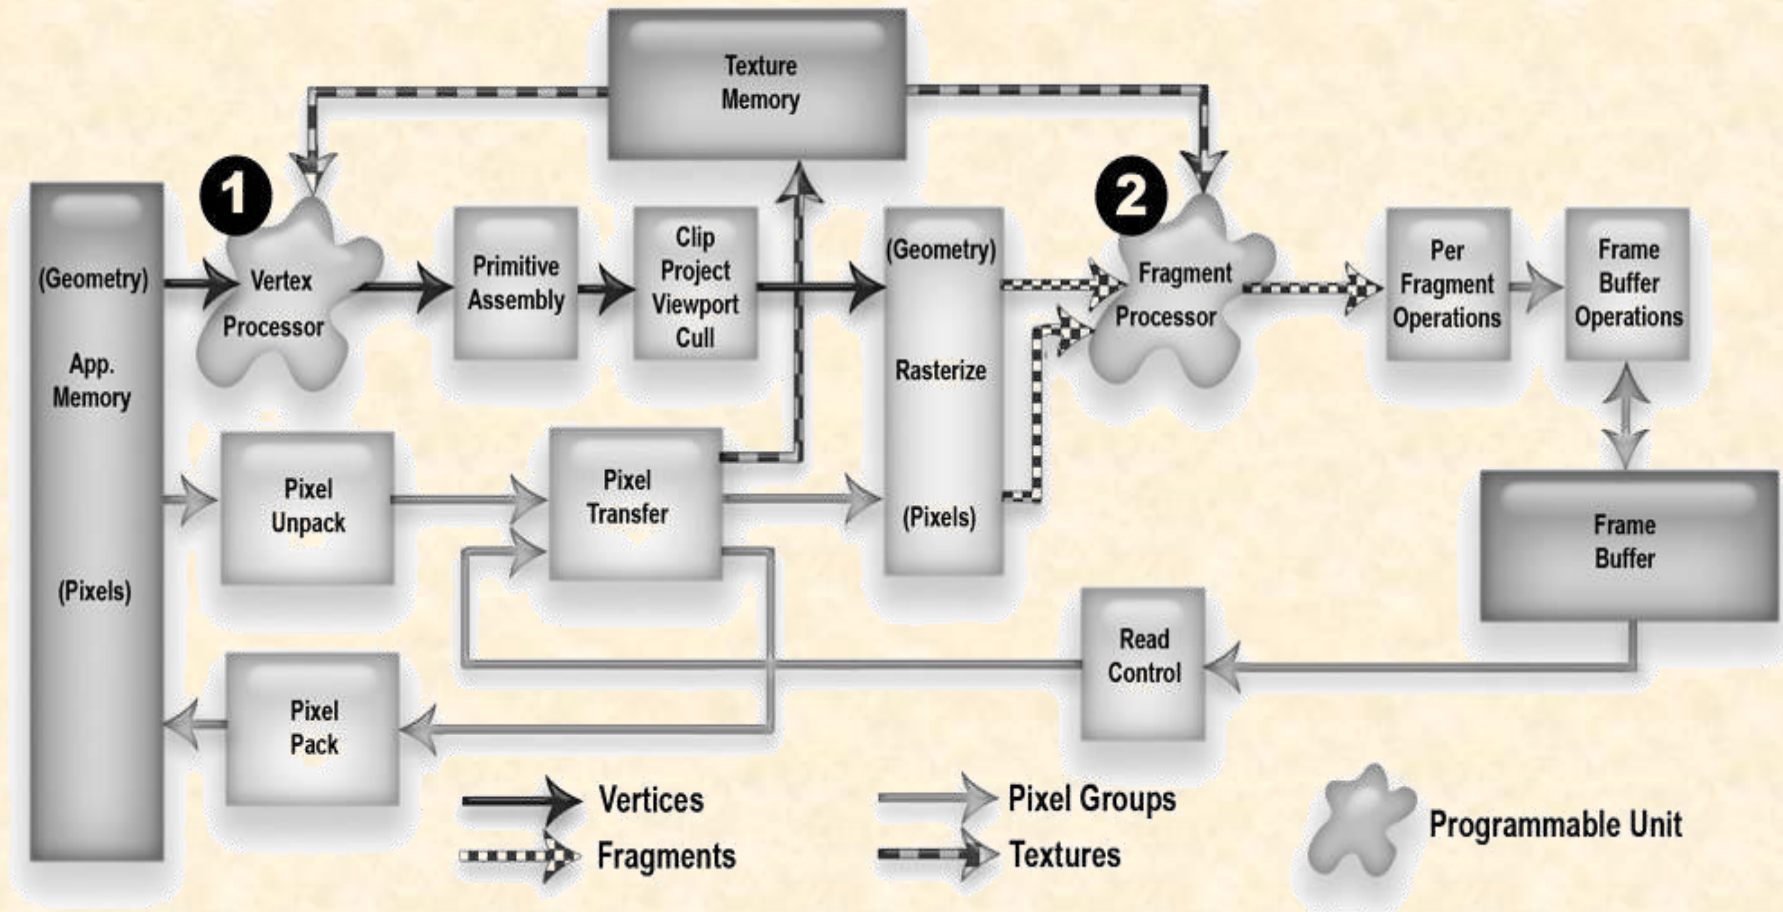 Texture
Memory
1
2
(Geometry)
App.
Memory
(Pixels)
Vertex
Processor
Primitive
Assembly
Clip
Project
Viewport
Cull
(Geometry)
Rasterize
(Pixels)
Fragment
Processor
Per
Fragment
Operations
Frame
Buffer
Operations
Pixel
Unpack
Pixel
Transfer
Frame
Buffer
Read
Control
Pixel
Pack
Vertices
Fragments
Pixel Groups
Textures
Programmable Unit